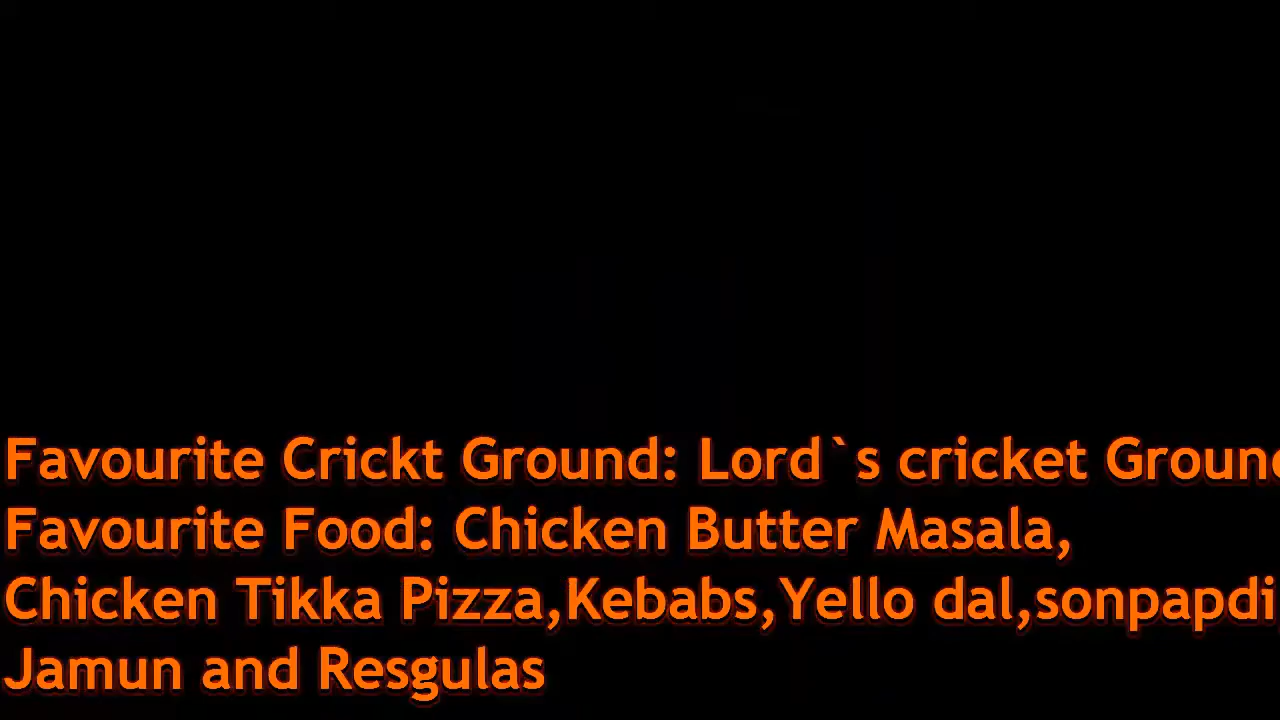 Favourite Crickt Ground: Lord`s cricket Ground
Favourite Food: Chicken Butter Masala,
Chicken Tikka Pizza,Kebabs,Yello dal,sonpapdi
Jamun and Resgulas